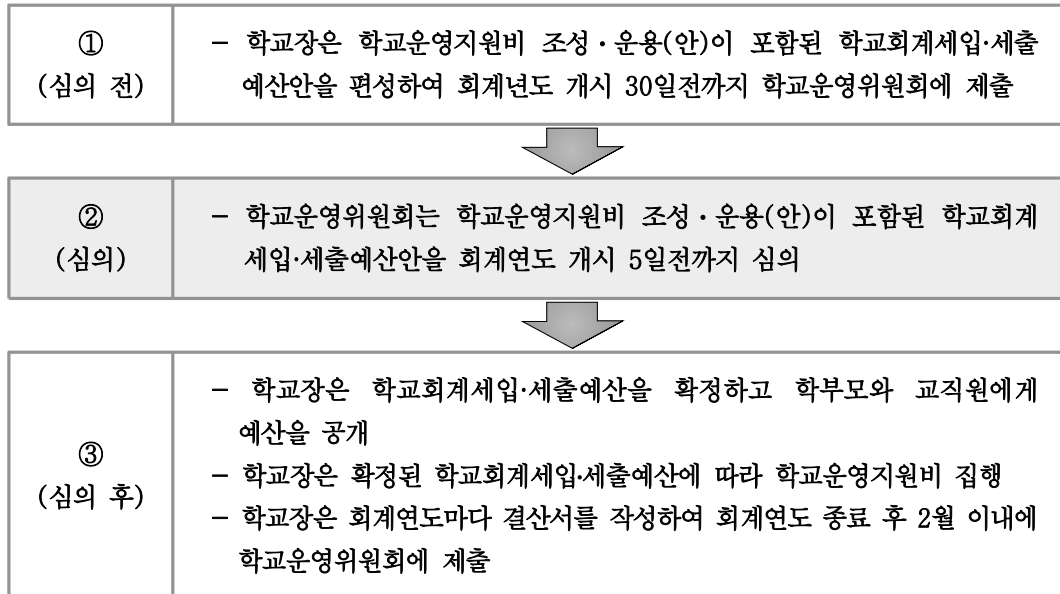 ①
(심의 전)
- 학교장은 학교운영지원비 조성·운용(안)이 포함된 학교회계세입·세출
예산안을 편성하여 회계년도 개시 30일전까지 학교운영위원회에 제출
②
(심의)
- 학교운영위원회는 학교운영지원비 조성·운용(안)이 포함된 학교회계
세입·세출예산안을 회계연도 개시 5일전까지 심의
③
(심의 후)
- 학교장은 학교회계세입·세출예산을 확정하고 학부모와 교직원에게
예산을 공개
- 학교장은 확정된 학교회계세입·세출예산에 따라 학교운영지원비 집행
- 학교장은 회계연도마다 결산서를 작성하여 회계연도 종료 후 2월 이내에
학교운영위원회에 제출